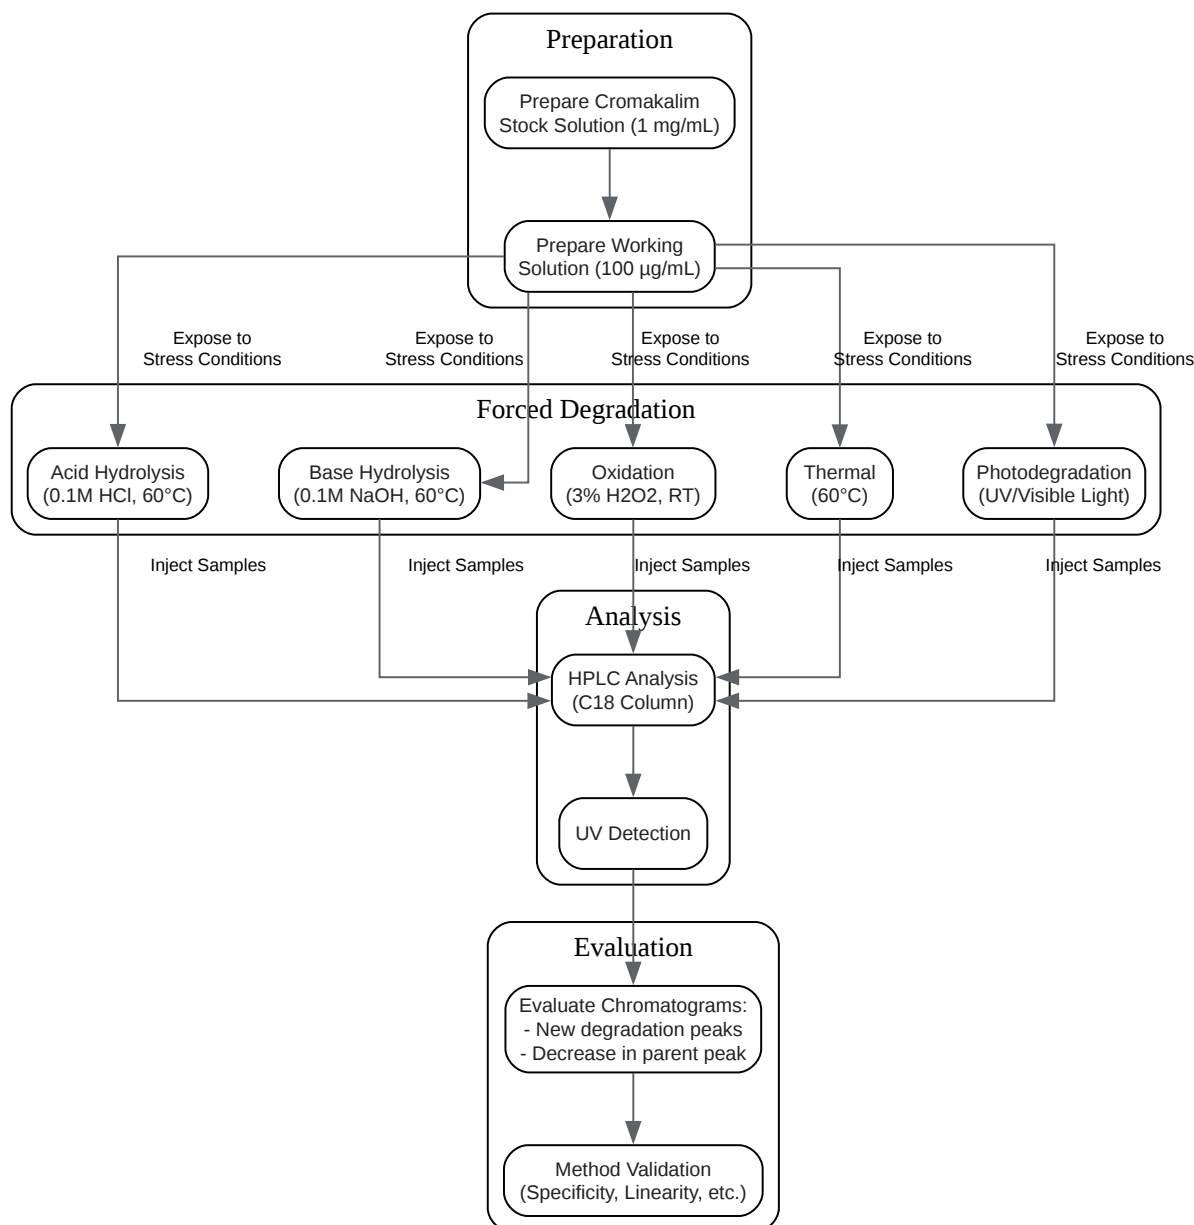 Preparation
Prepare Cromakalim
Stock Solution (1 mg/mL)
Prepare Working
Solution (100 µg/mL)
Expose to
Stress Conditions
Expose to
Stress Conditions
Expose to
Stress Conditions
Expose to
Stress Conditions
Expose to
Stress Conditions
Forced Degradation
Acid Hydrolysis
(0.1M HCl, 60°C)
Base Hydrolysis
(0.1M NaOH, 60°C)
Oxidation
(3% H2O2, RT)
Thermal
(60°C)
Photodegradation
(UV/Visible Light)
Inject Samples
Inject Samples
Inject Samples
Inject Samples
Inject Samples
Analysis
HPLC Analysis
(C18 Column)
UV Detection
Evaluation
Evaluate Chromatograms:
- New degradation peaks
- Decrease in parent peak
Method Validation
(Specificity, Linearity, etc.)